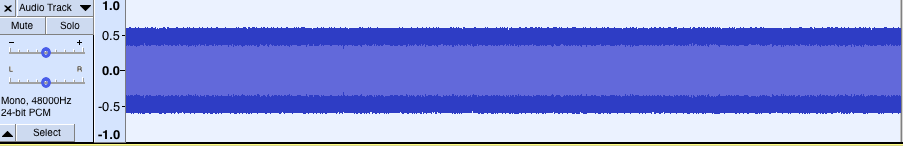 × Audio Track ▼
Mute Solo
- +
L R
Mono, 48000Hz
24-bit PCM
▲ Select
1.0
0.5
0.0
-0.5
-1.0